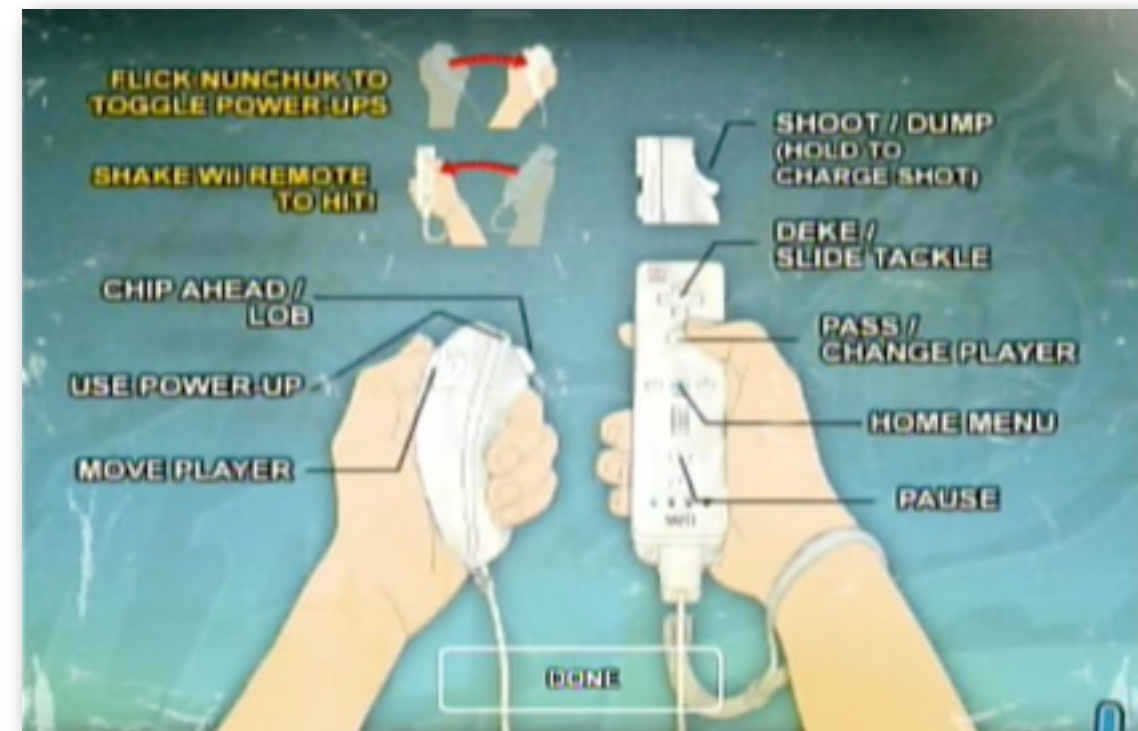 FLICK NUNCHUK TO
TOGGLE POWER-UPS
SHAKE Wii REMOTE
TO HIT!
SHOOT / DUMP
(HOLD TO
CHARGE SHOT)
DEKE /
SLIDE TACKLE
CHIP AHEAD /
LOB
PASS /
CHANGE PLAYER
USE POWER-UP
HOME MENU
MOVE PLAYER
PAUSE
Wii
DONE